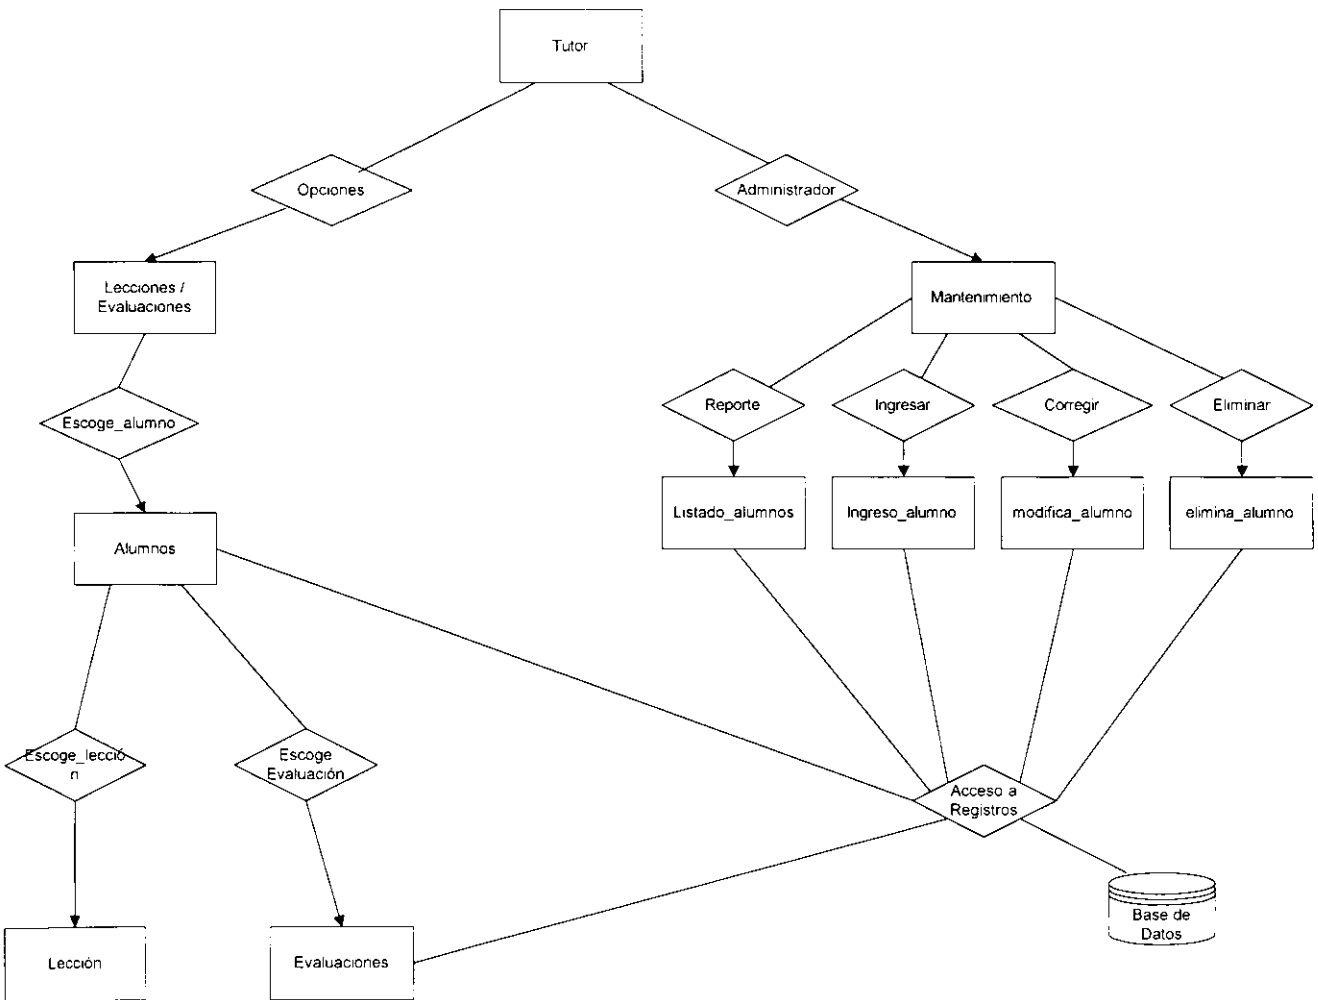 Tutor
Opciones
Administrador
Lecciones /
Evaluaciones
Mantenimiento
Escoge_alumno
Reporte
Ingresar
Corregir
Eliminar
Listado_alumnos
Ingreso_alumno
modifica_alumno
elimina_alumno
Alumnos
Escoge_lecció
n
Escoge
Evaluación
Acceso a
Registros
Base de
Datos
Lección
Evaluaciones